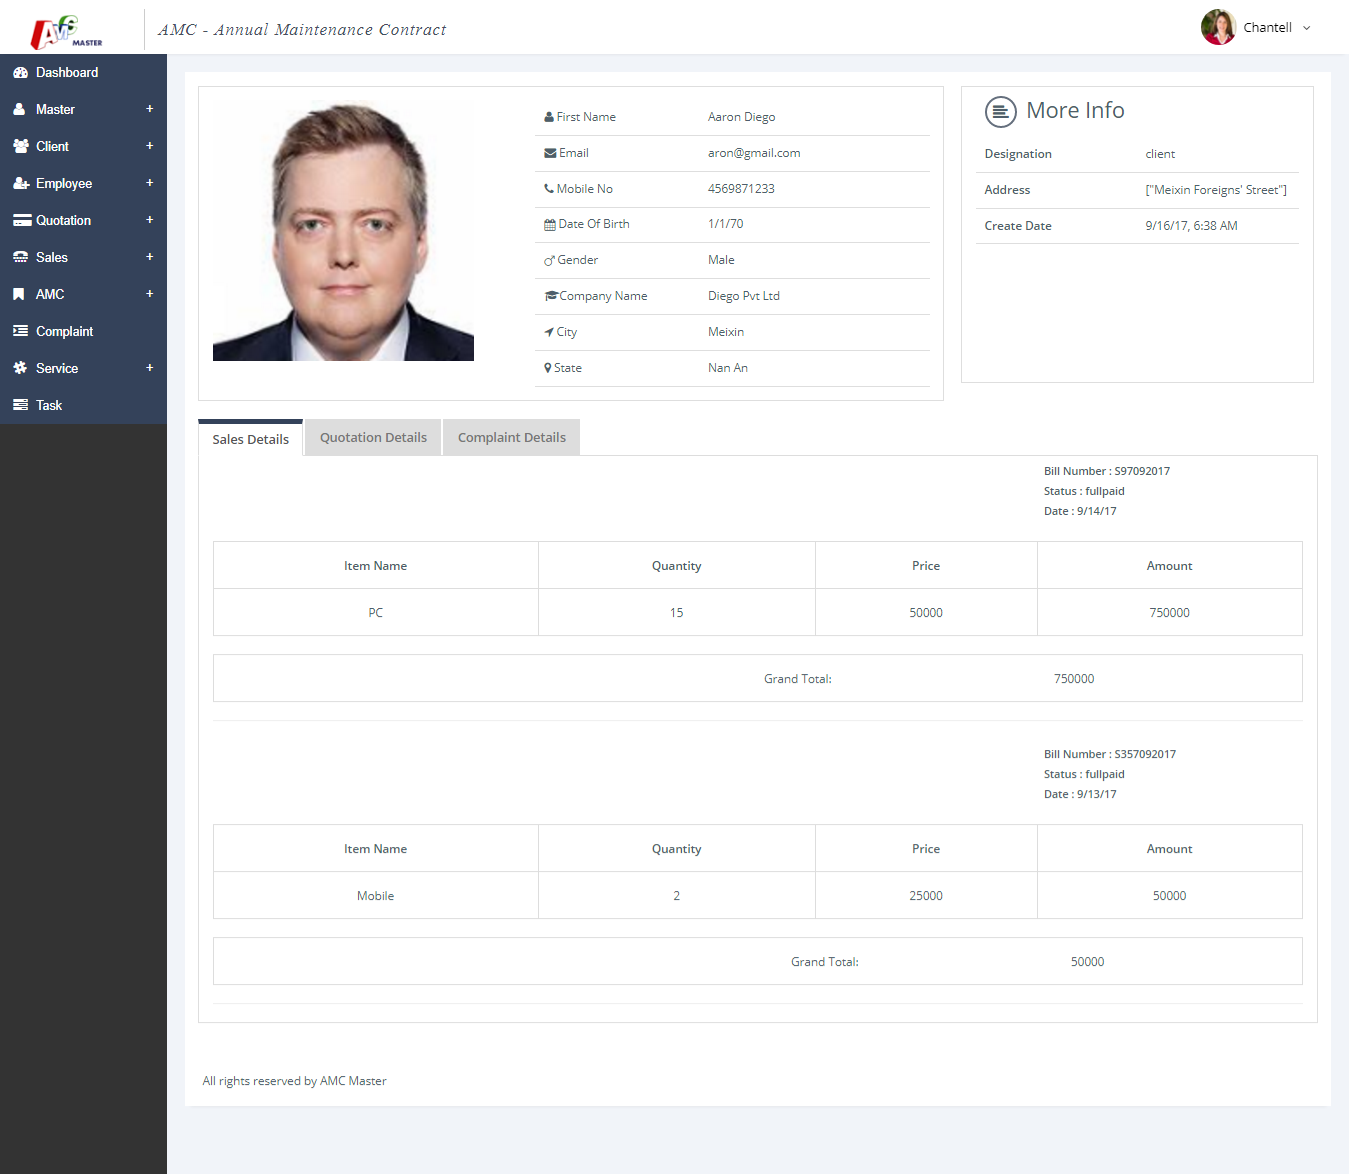 AMC MASTER
AMC - Annual Maintenance Contract
Chantell
Dashboard
Master +
Client +
Employee +
Quotation +
Sales +
AMC +
Complaint
Service +
Task
First Name Aaron Diego
Email aron@gmail.com
Mobile No 4569871233
Date Of Birth 1/1/70
Gender Male
Company Name Diego Pvt Ltd
City Meixin
State Nan An
More Info
Designation client
Address ["Meixin Foreigns' Street"]
Create Date 9/16/17, 6:38 AM
Sales Details Quotation Details Complaint Details
Bill Number : S97092017
Status : fullpaid
Date : 9/14/17
Item Name Quantity Price Amount
PC 15 50000 750000
Grand Total: 750000
Bill Number : S357092017
Status : fullpaid
Date : 9/13/17
Item Name Quantity Price Amount
Mobile 2 25000 50000
Grand Total: 50000
All rights reserved by AMC Master